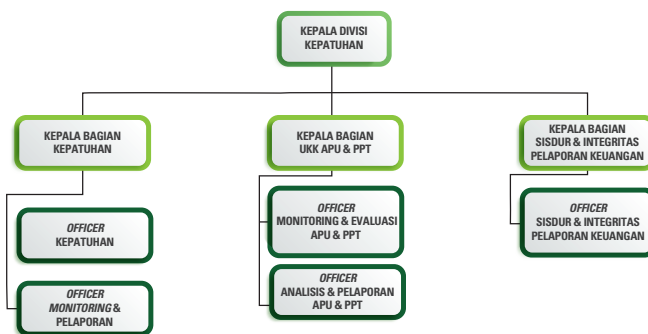 KEPALA DIVISI
KEPATUHAN
KEPALA BAGIAN
KEPATUHAN
KEPALA BAGIAN
UKK APU & PPT
KEPALA BAGIAN
SISDUR & INTEGRITAS
PELAPORAN KEUANGAN
OFFICER
KEPATUHAN
OFFICER
MONITORING &
PELAPORAN
OFFICER
MONITORING & EVALUASI
APU & PPT
OFFICER
ANALISIS & PELAPORAN
APU & PPT
OFFICER
SISDUR & INTEGRITAS
PELAPORAN KEUANGAN